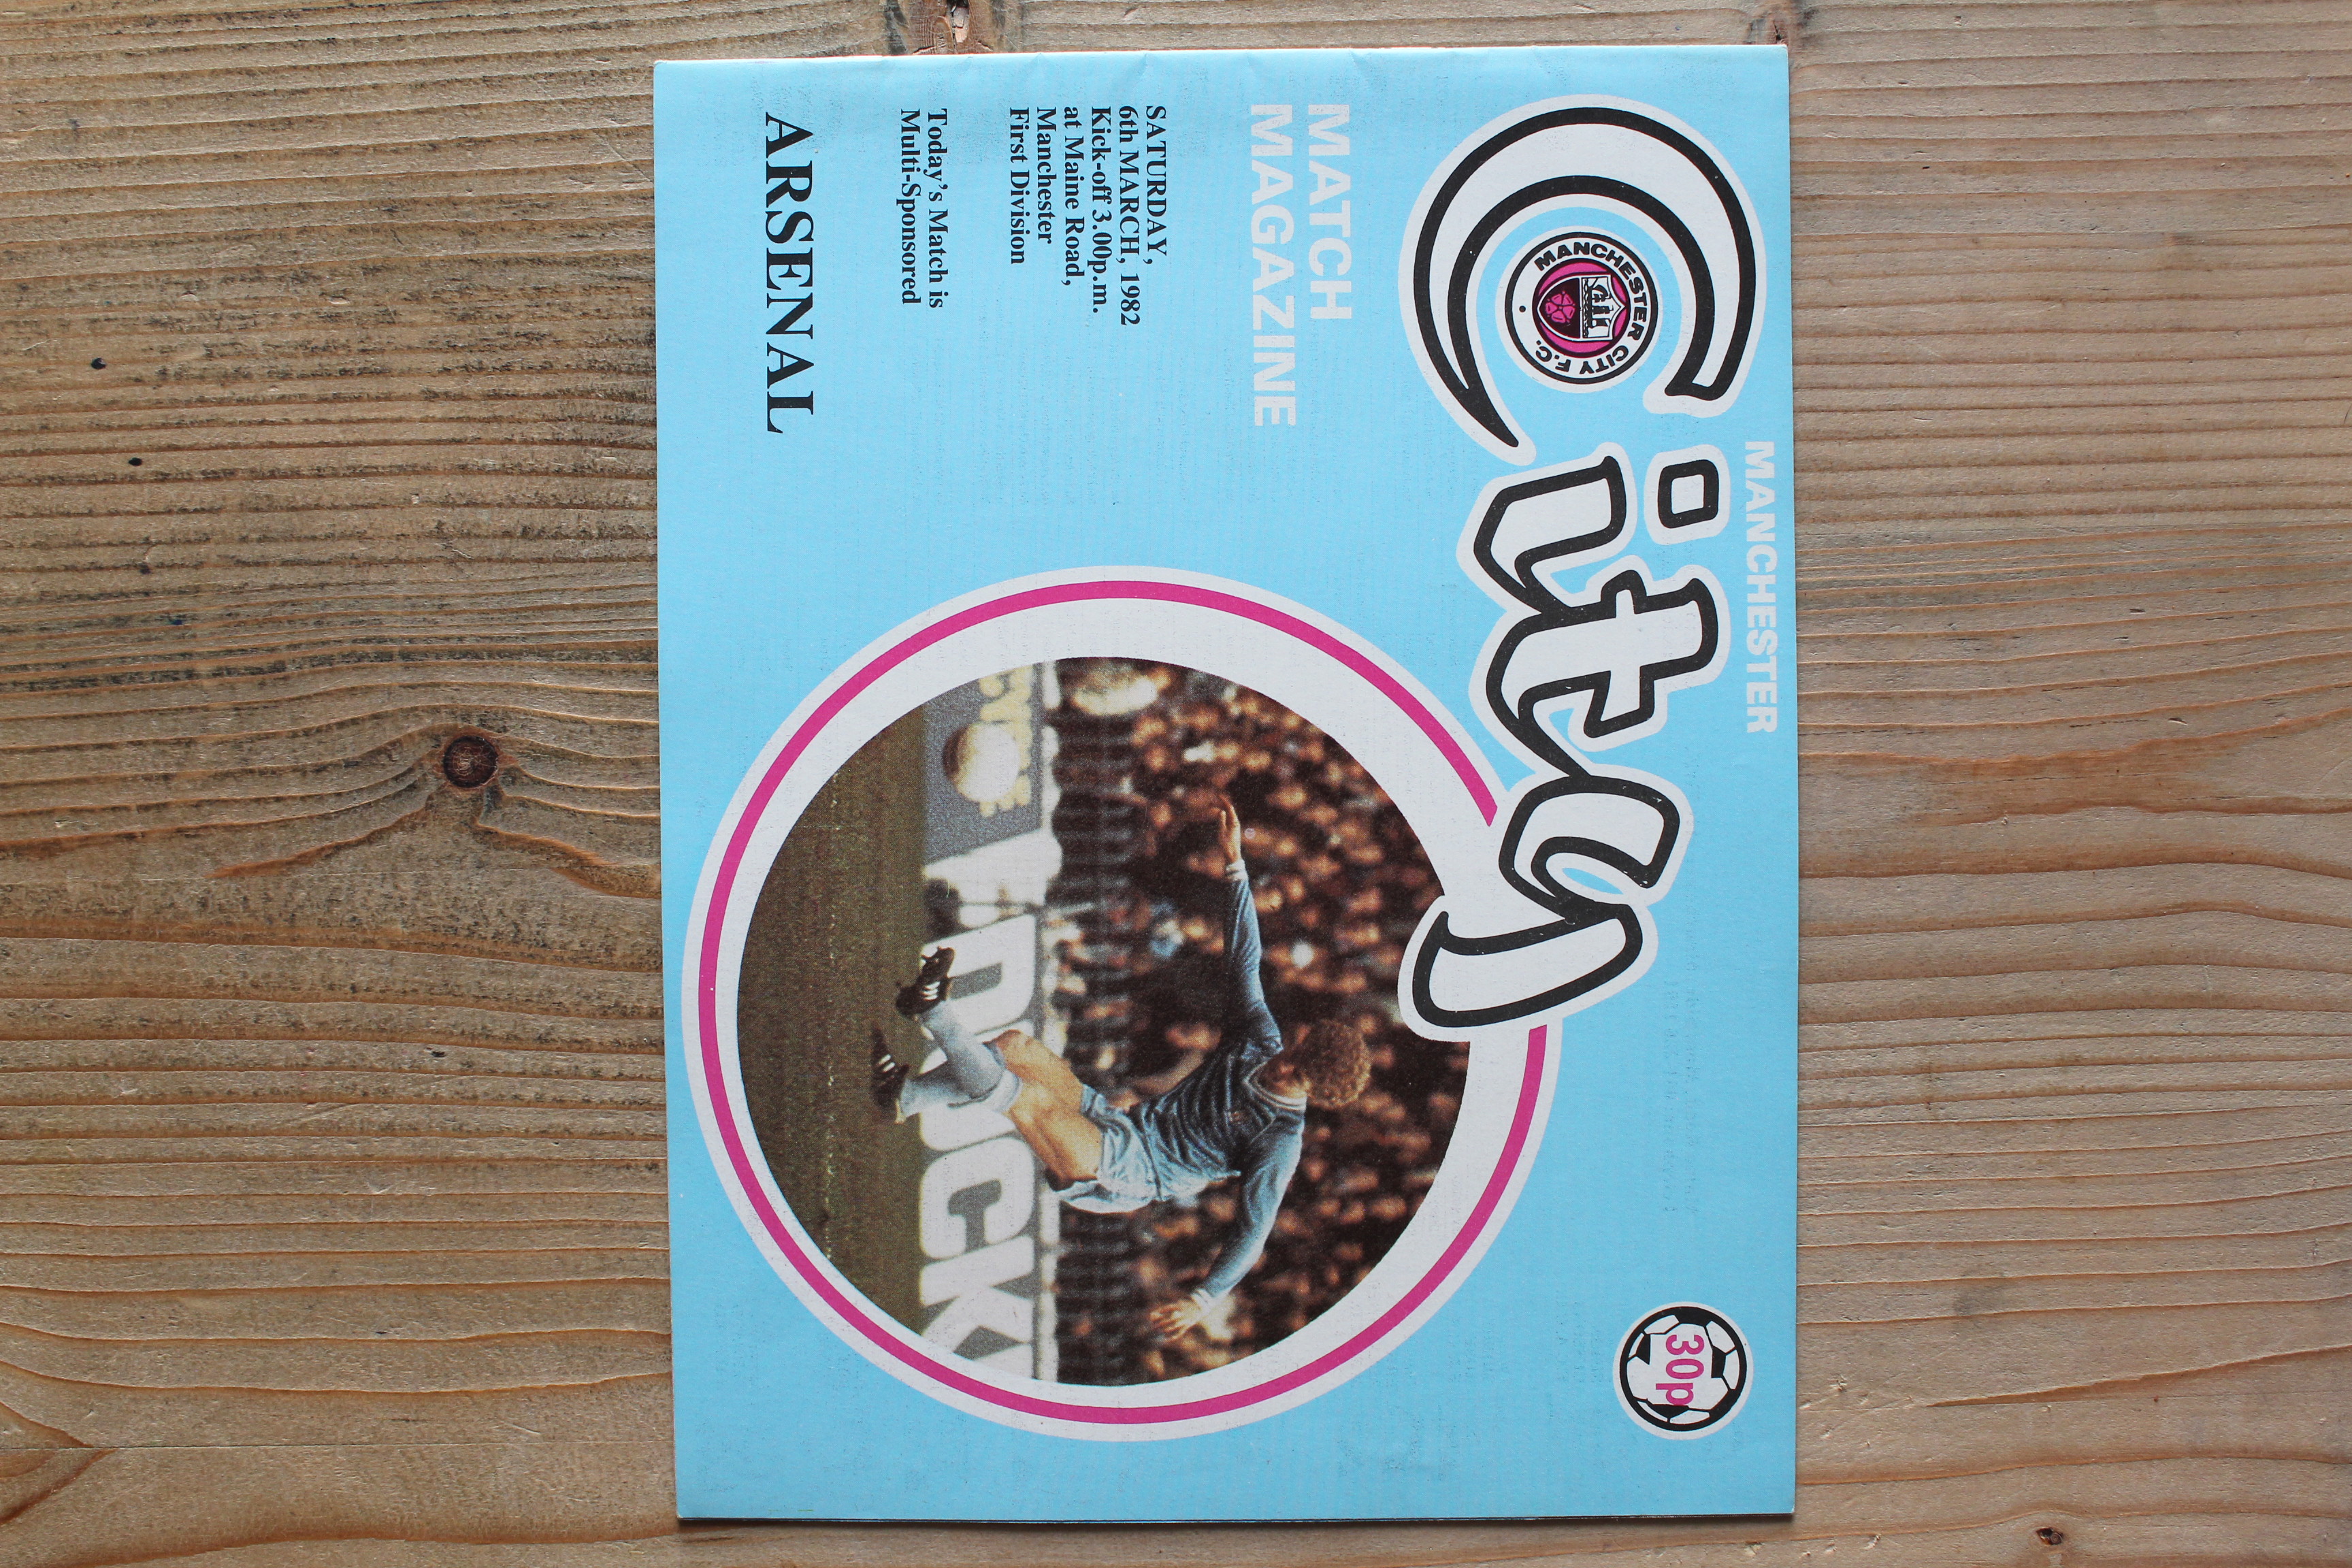 MANCHESTER
City
MANCHESTER CITY F.C.
30p
MATCH
MAGAZINE
SATURDAY,
6th MARCH, 1982
Kick-off 3.00p.m.
at Maine Road,
Manchester
First Division
Today's Match is
Multi-Sponsored
ARSENAL